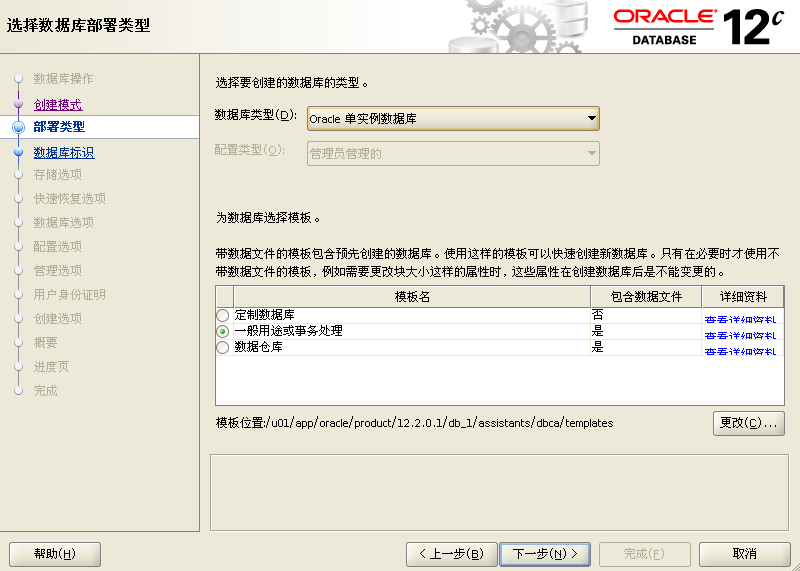 选择数据库部署类型
ORACLE
DATABASE
12c
数据库操作
创建模式
部署类型
数据库标识
存储选项
快速恢复选项
数据库选项
配置选项
管理选项
用户身份证明
创建选项
概要
进度页
完成
选择要创建的数据库的类型。
数据库类型(D): Oracle 单实例数据库
配置类型(O): 管理员管理的
为数据库选择模板。
带数据文件的模板包含预先创建的数据库。使用这样的模板可以快速创建新数据库。只有在必要时才使用不
带数据文件的模板，例如需要更改块大小这样的属性时，这些属性在创建数据库后是不能变更的。
模板名 包含数据文件 详细资料
定制数据库 否 查看详细资料
一般用途或事务处理 是 查看详细资料
数据仓库 是 查看详细资料
模板位置:/u01/app/oracle/product/12.2.0.1/db_1/assistants/dbca/templates 更改(C)...
帮助(H) < 上一步(B) 下一步(N) > 完成(F) 取消